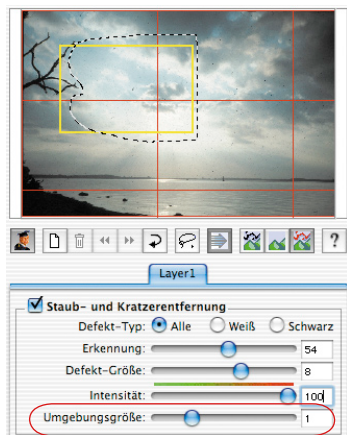 ?
Layer1
Staub- und Kratzerentfernung
Defekt-Typ: Alle Weiß Schwarz
Erkennung: 54
Defekt-Größe: 8
Intensität: 100
Umgebungsgröße: 1